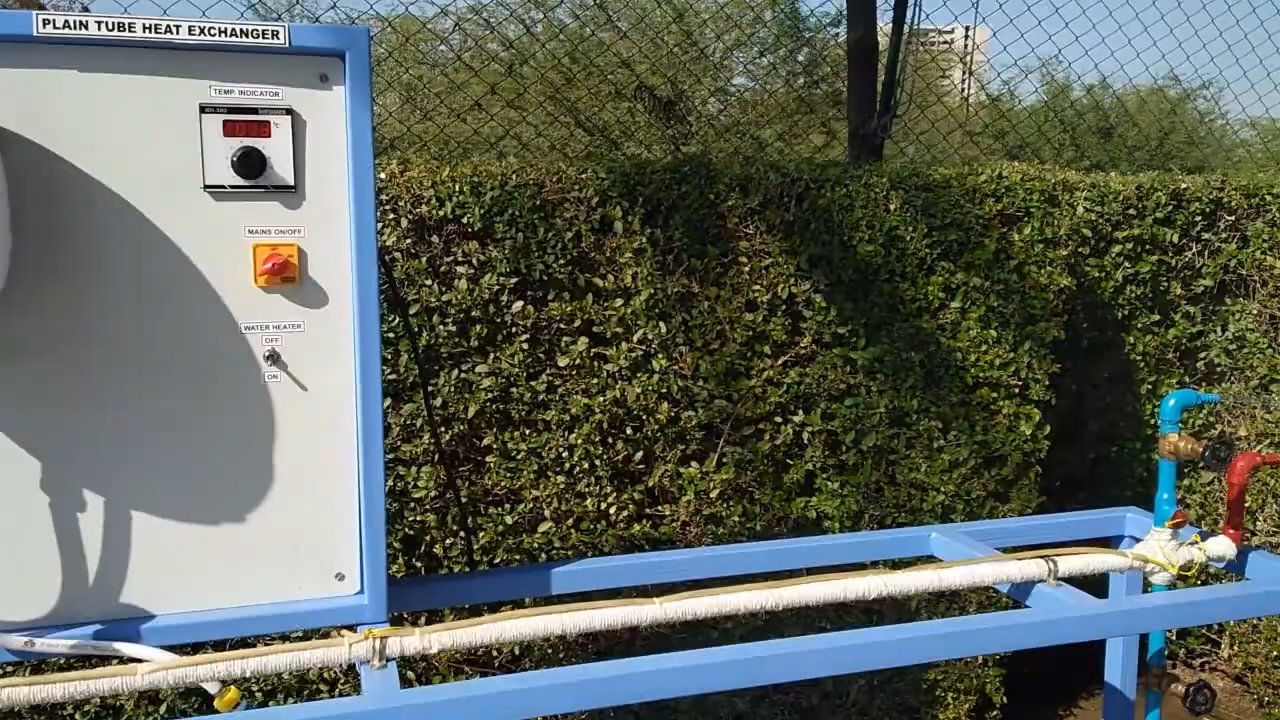 PLAIN TUBE HEAT EXCHANGER
TEMP. INDICATOR
°C
MAINS ON/OFF
WATER HEATER
OFF
ON